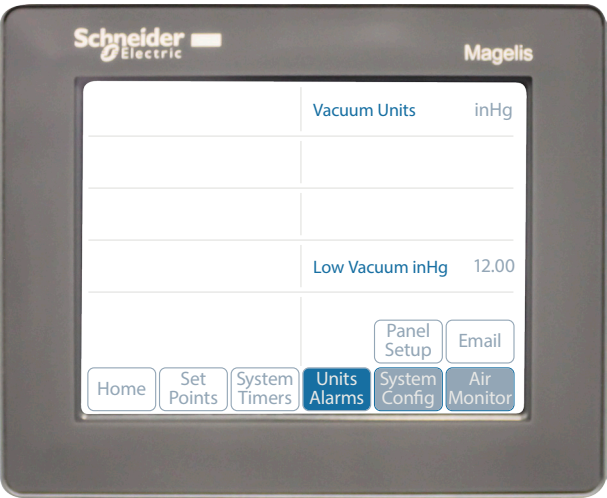 Schneider
Electric
Magelis
Vacuum Units inHg
Low Vacuum inHg 12.00
Panel
Setup
Email
Home
Set
Points
System
Timers
Units
Alarms
System
Config
Air
Monitor